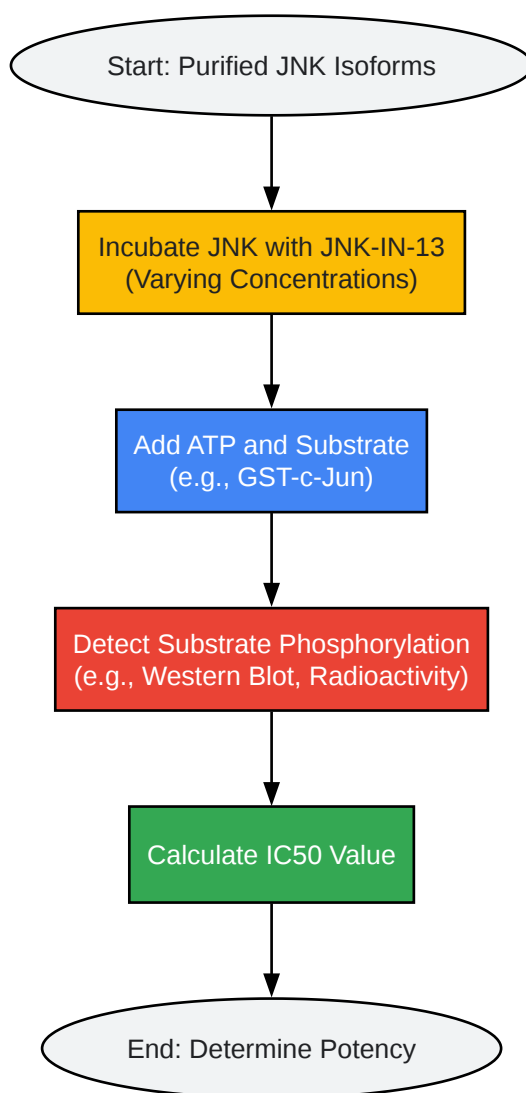 Start: Purified JNK Isoforms
Incubate JNK with JNK-IN-13
(Varying Concentrations)
Add ATP and Substrate
(e.g., GST-c-Jun)
Detect Substrate Phosphorylation
(e.g., Western Blot, Radioactivity)
Calculate IC50 Value
End: Determine Potency